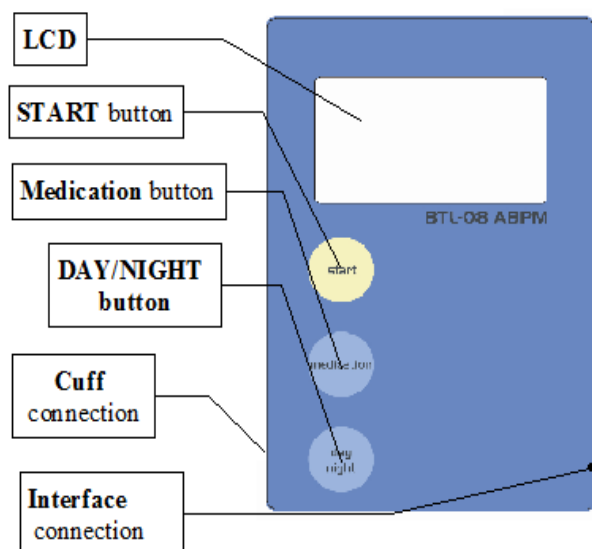 LCD
START button
Medication button
DAY/NIGHT
button
Cuff
connection
Interface
connection
BTL-08 ABPM
start
medication
day
night